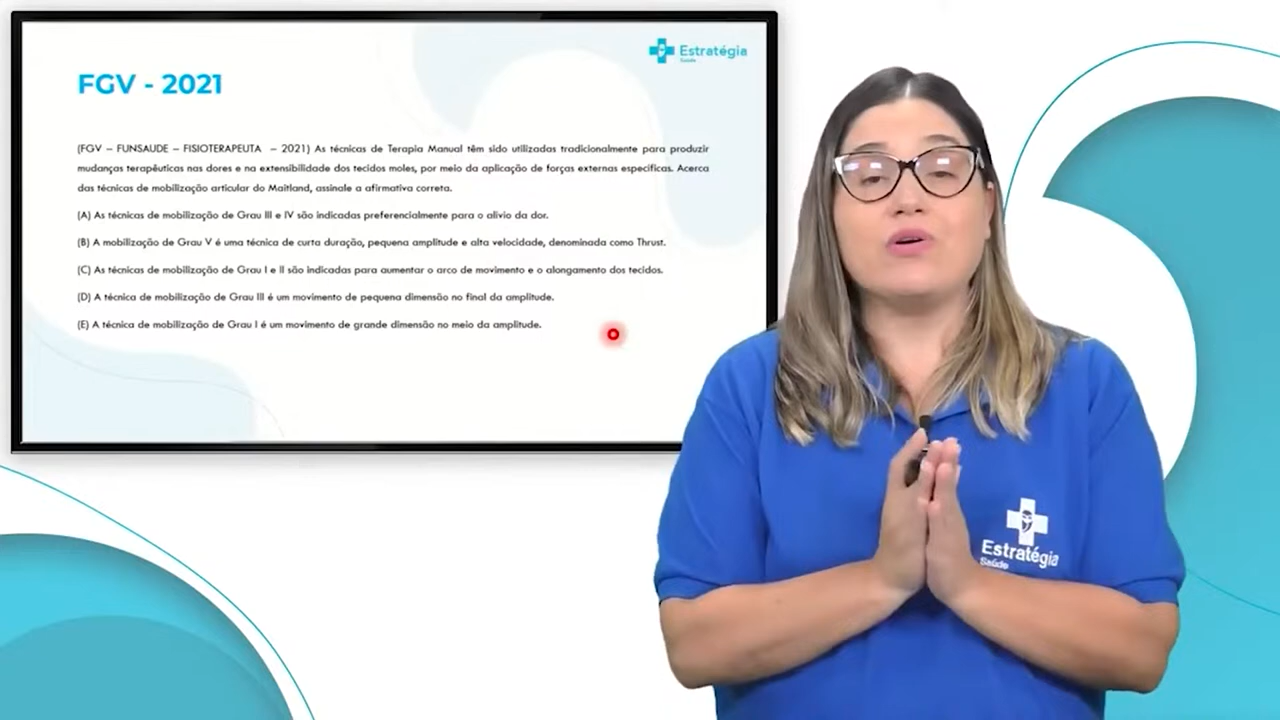 Estratégia
Saúde
FGV - 2021
(FGV – FUNSAUDE – FISIOTERAPEUTA – 2021) As técnicas de Terapia Manual têm sido utilizadas tradicionalmente para produzir
mudanças terapêuticas nas dores e na extensibilidade dos tecidos moles, por meio da aplicação de forças externas específicas. Acerca
das técnicas de mobilização articular do Maitland, assinale a afirmativa correta.
(A) As técnicas de mobilização de Grau III e IV são indicadas preferencialmente para o alívio da dor.
(B) A mobilização de Grau V é uma técnica de curta duração, pequena amplitude e alta velocidade, denominada como Thrust.
(C) As técnicas de mobilização de Grau I e II são indicadas para aumentar o arco de movimento e o alongamento dos tecidos.
(D) A técnica de mobilização de Grau III é um movimento de pequena dimensão no final da amplitude.
(E) A técnica de mobilização de Grau I é um movimento de grande dimensão no meio da amplitude.
Estratégia
Saúde